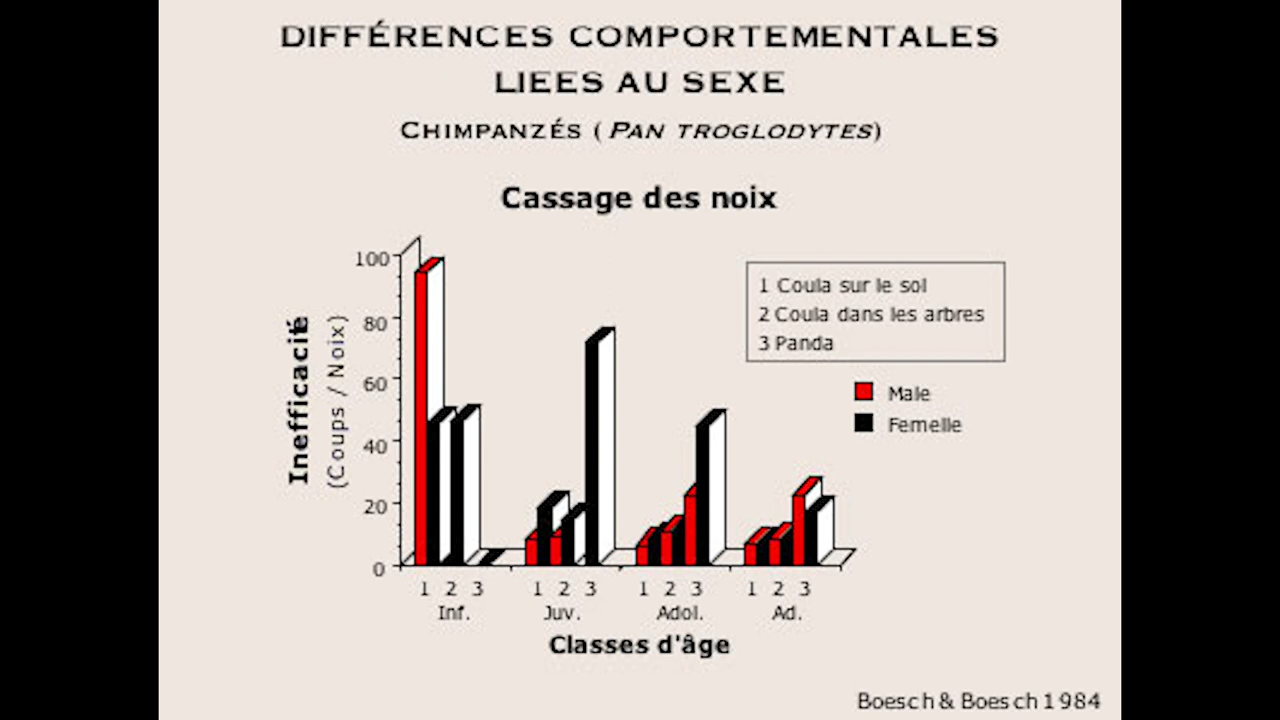 DIFFÉRENCES COMPORTEMENTALES
LIEES AU SEXE
CHIMPANZÉS (PAN TROGLODYTES)
Cassage des noix
Inefficacité
(Coups / Noix)
100
80
60
40
20
0
1 Coula sur le sol
2 Coula dans les arbres
3 Panda
Male
Femelle
1 2 3 1 2 3 1 2 3 1 2 3
Inf. Juv. Adol. Ad.
Classes d'âge
Boesch & Boesch 1984